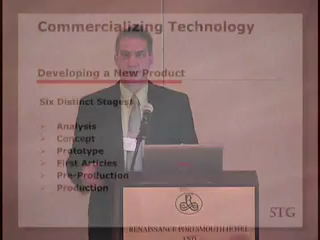 Commercializing Technology
Developing a New Product
Six Distinct Stages:
Analysis
Concept
Prototype
First Articles
Pre-Production
Production
STG
RENAISSANCE PORTSMOUTH HOTEL
AND